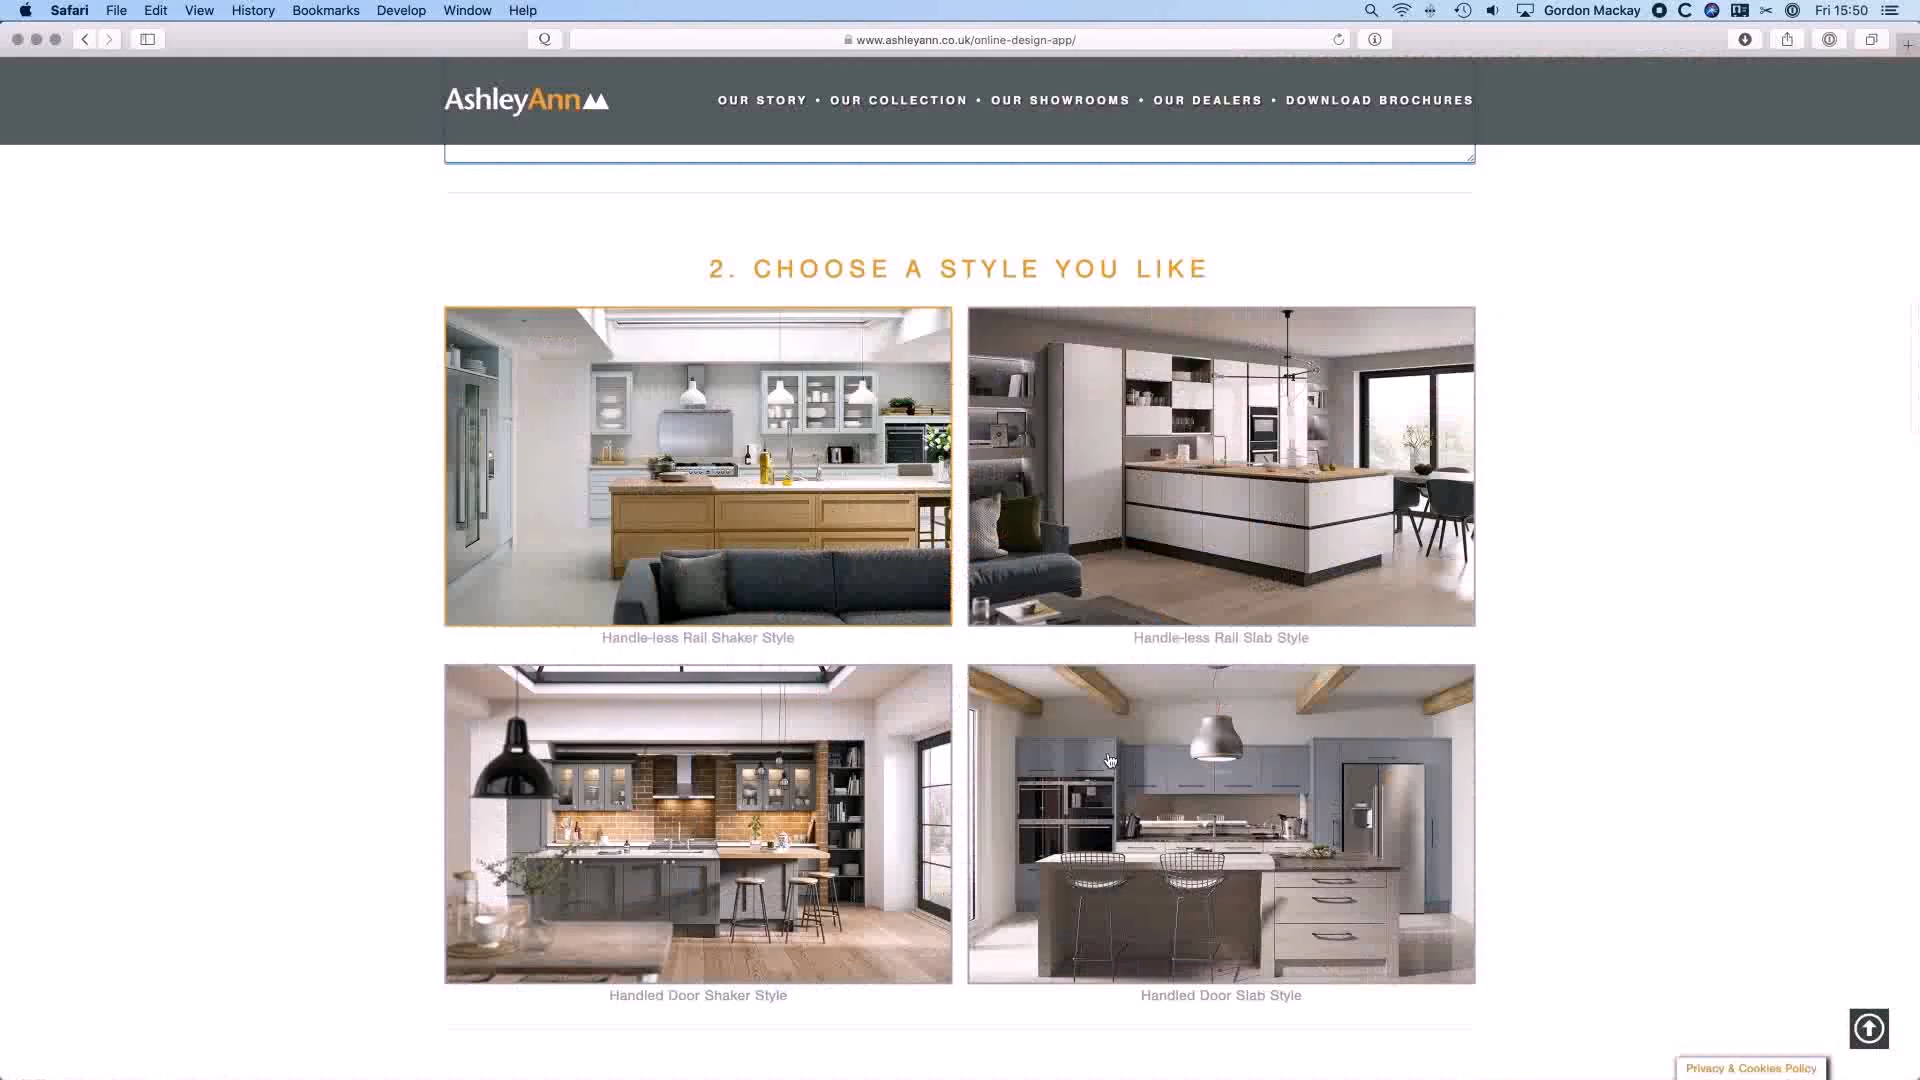 Safari File Edit View History Bookmarks Develop Window Help Gordon Mackay Fri 15:50
www.ashleyann.co.uk/online-design-app/
AshleyAnn OUR STORY • OUR COLLECTION • OUR SHOWROOMS • OUR DEALERS • DOWNLOAD BROCHURES
2. CHOOSE A STYLE YOU LIKE
Handle-less Rail Shaker Style Handle-less Rail Slab Style
Handled Door Shaker Style Handled Door Slab Style
Privacy & Cookies Policy